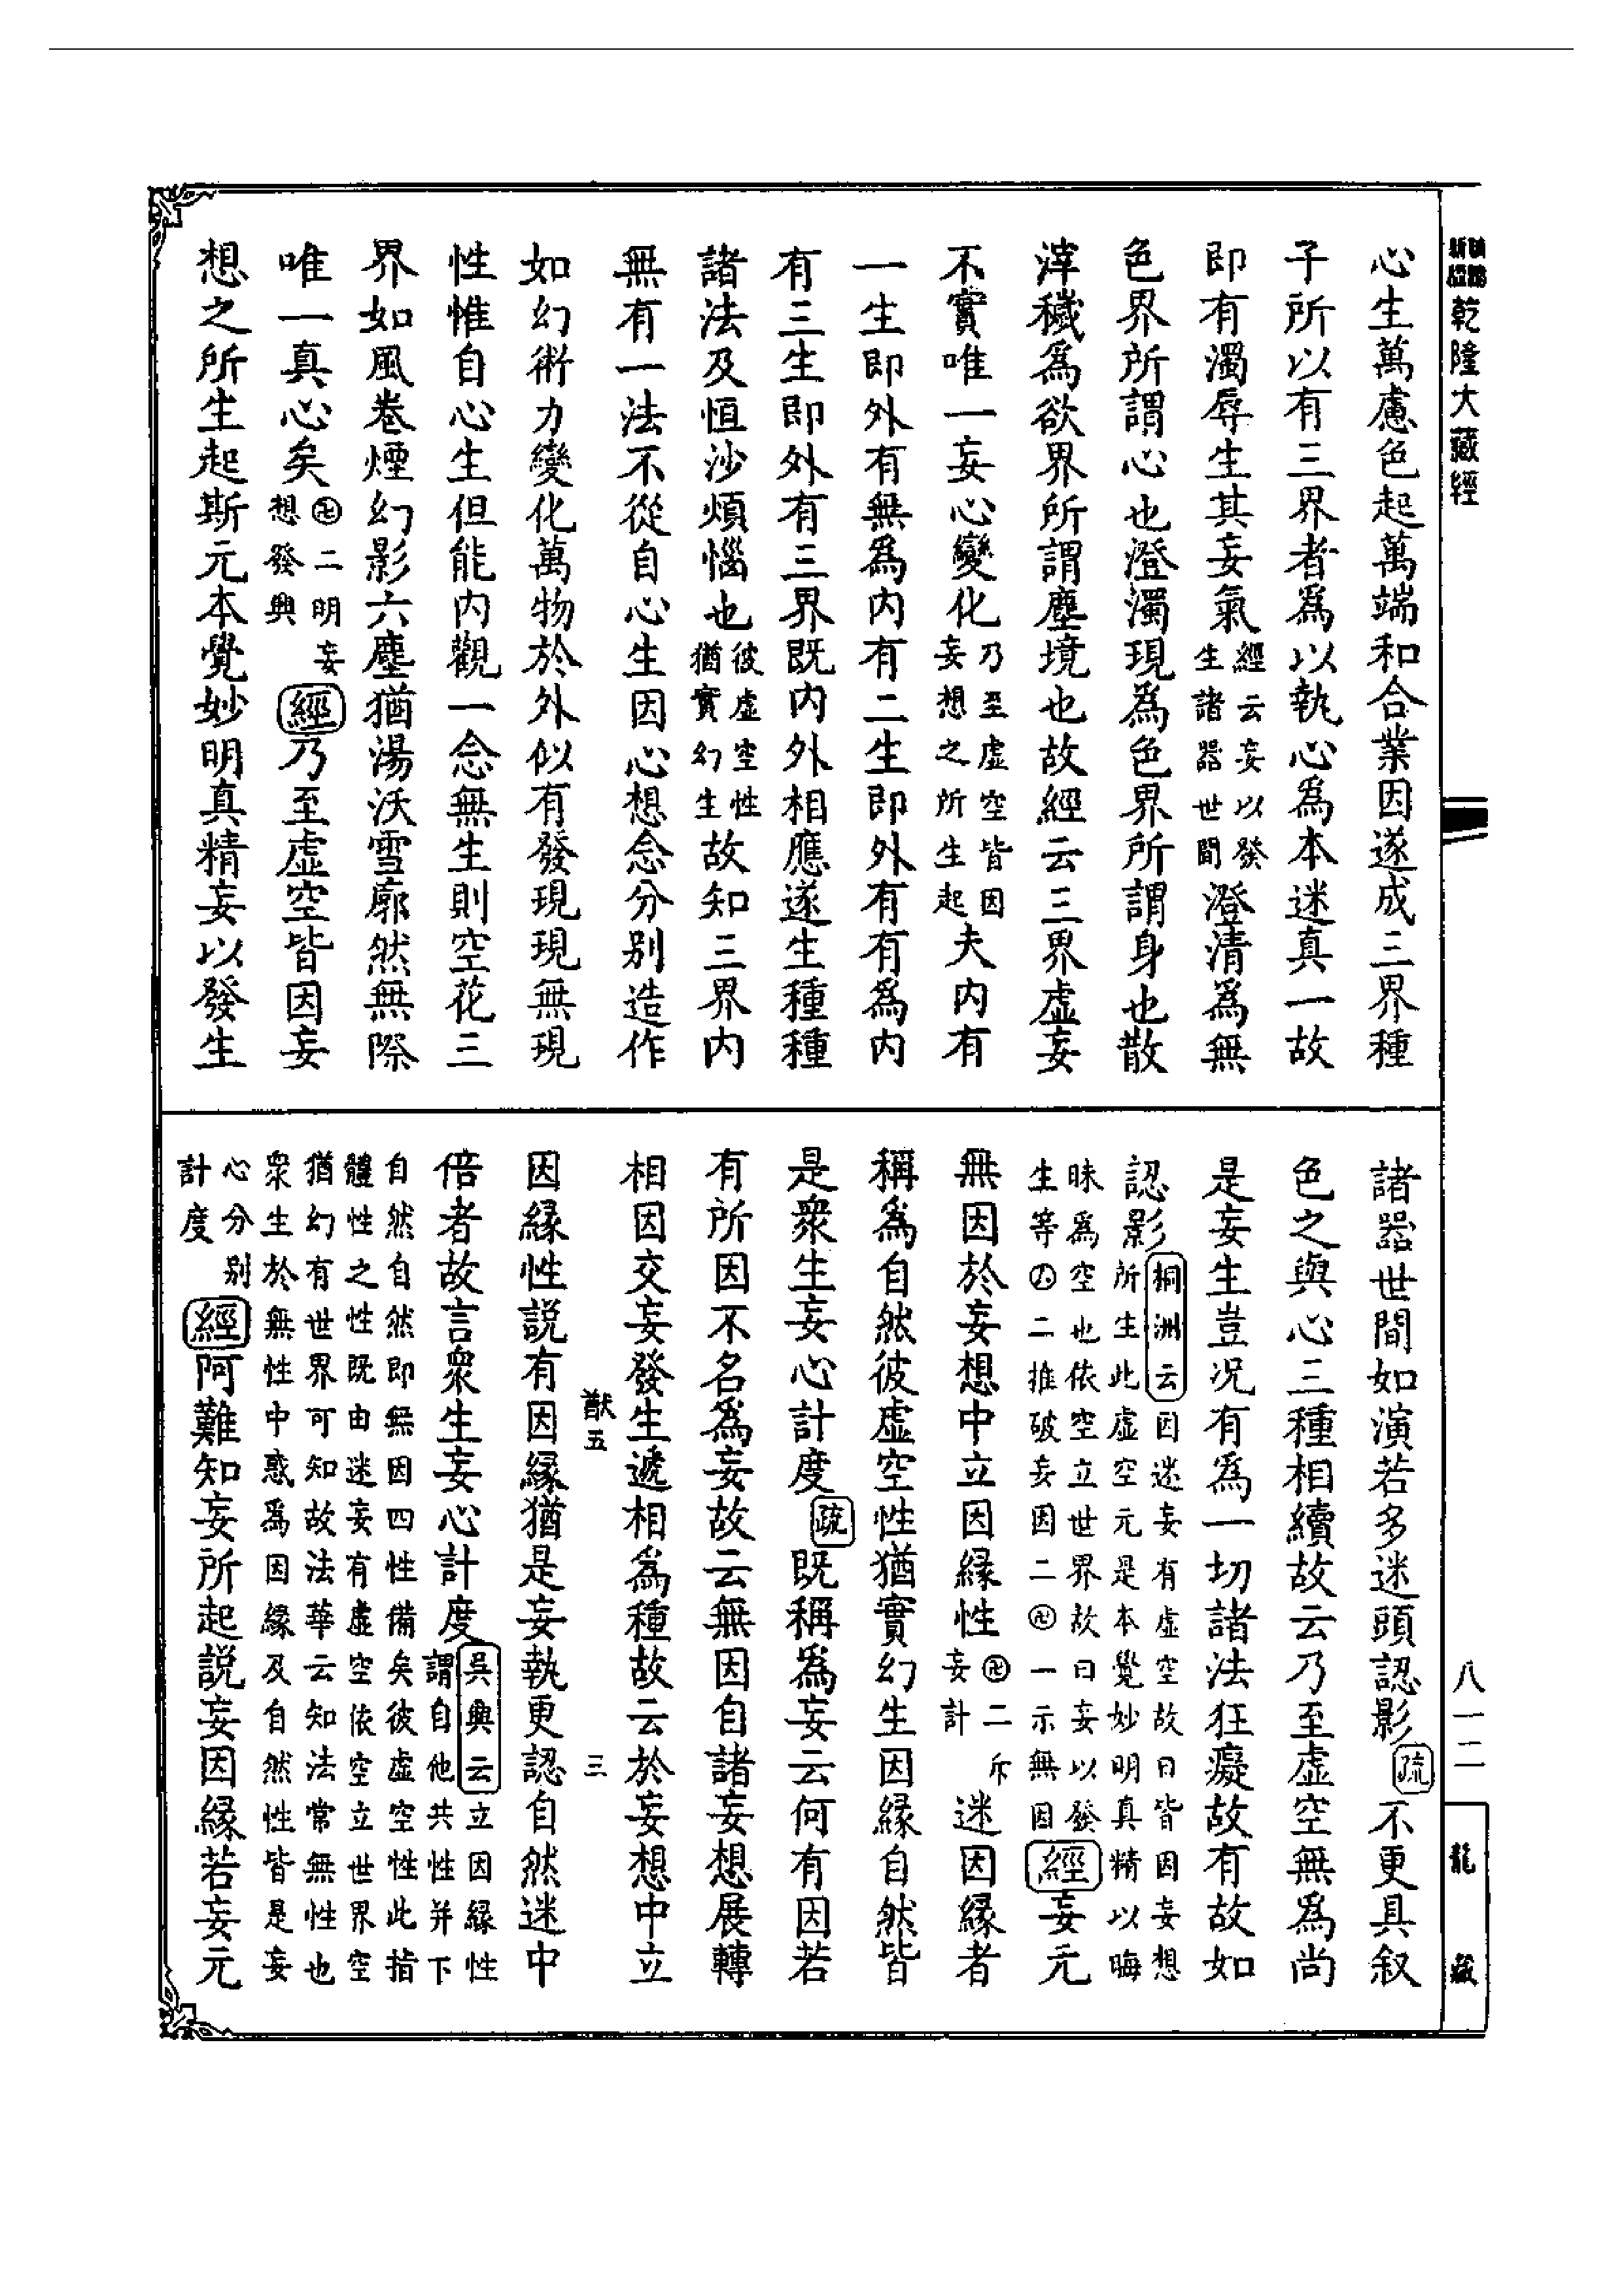 乾隆大藏經
心生萬慮色起萬端和合業因遂成三界種
子所以有三界者爲以執心爲本迷真一故
即有濁辱生其妄氣經云妄以發生諸器世間澄清爲無
色界所謂心也澄濁現爲色界所謂身也散
滓穢爲欲界所謂塵境也故經云三界虛妄
不實唯一妄心變化乃至虛空皆因妄想之所生起夫内有
一生即外有無爲内有二生即外有有爲内
有三生即外有三界既内外相應遂生種種
諸法及恒沙煩惱也彼虛空性猶實幻生故知三界内
無有一法不從自心生因心想念分别造作
如幻術力變化萬物於外似有發現現無現
性惟自心生但能内觀一念無生則空花三
界如風卷煙幻影六塵猶湯沃雪廓然無際
唯一真心矣㊉二明妄想發興經乃至虛空皆因妄
想之所生起斯元本覺妙明真精妄以發生
諸器世間如演若多迷頭認影疏不更具叙
色之與心三種相續故云乃至虛空無爲尚
是妄生豈况有爲一切諸法狂癡故有故如
認影桐洲云因迷妄有虛空故曰皆因妄想所生此虛空元是本覺妙明真精以晦
昧爲空也依空立世界故曰妄以發生等二推破妄因二一示無因經妄元
無因於妄想中立因緣性二斥妄計迷因緣者
稱爲自然彼虛空性猶實幻生因緣自然皆
是衆生妄心計度疏既稱爲妄云何有因若
有所因不名爲妄故云無因自諸妄想展轉
相因交妄發生遞相爲種故云於妄想中立
猷五
三
因緣性説有因緣猶是妄執更認自然迷中
倍者故言衆生妄心計度吳興云立因緣性謂自他共性并下
自然自然即無因四性備矣彼虛空性此指
體性之性既由迷妄有虛空依空立世界空
猶幻有世界可知故法華云知法常無性也
衆生於無性中惑爲因緣及自然性皆是妄
心分别計度經阿難知妄所起説妄因緣若妄元
八一二
龍藏